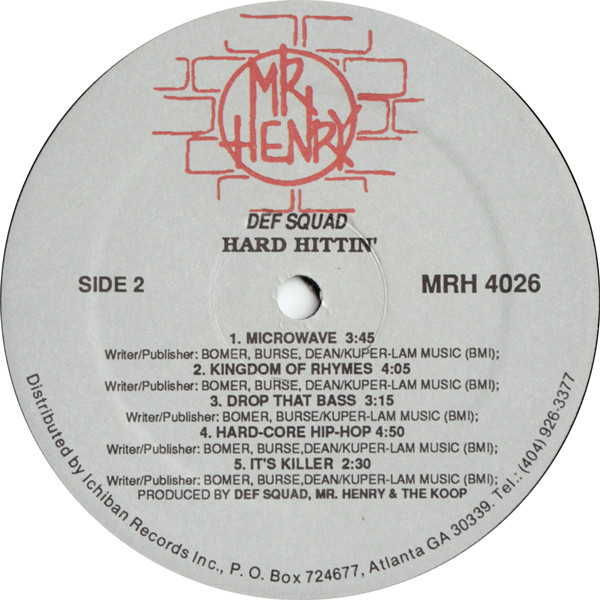 MR. HENRY
DEF SQUAD
HARD HITTIN'
SIDE 2
MRH 4026
1. MICROWAVE 3:45
Writer/Publisher: BOMER, BURSE, DEAN/KUPER-LAM MUSIC (BMI);
2. KINGDOM OF RHYMES 4:05
Writer/Publisher: BOMER, BURSE, DEAN/KUPER-LAM MUSIC (BMI);
3. DROP THAT BASS 3:15
Writer/Publisher: BOMER, BURSE/KUPER-LAM MUSIC (BMI);
4. HARD-CORE HIP-HOP 4:50
Writer/Publisher: BOMER, BURSE,DEAN/KUPER-LAM MUSIC (BMI);
5. IT'S KILLER 2:30
Writer/Publisher: BOMER, BURSE,DEAN/KUPER-LAM MUSIC (BMI);
PRODUCED BY DEF SQUAD, MR. HENRY & THE KOOP
Distributed by Ichiban Records Inc., P. O. Box 724677, Atlanta GA 30339. Tel.: (404) 926-3377